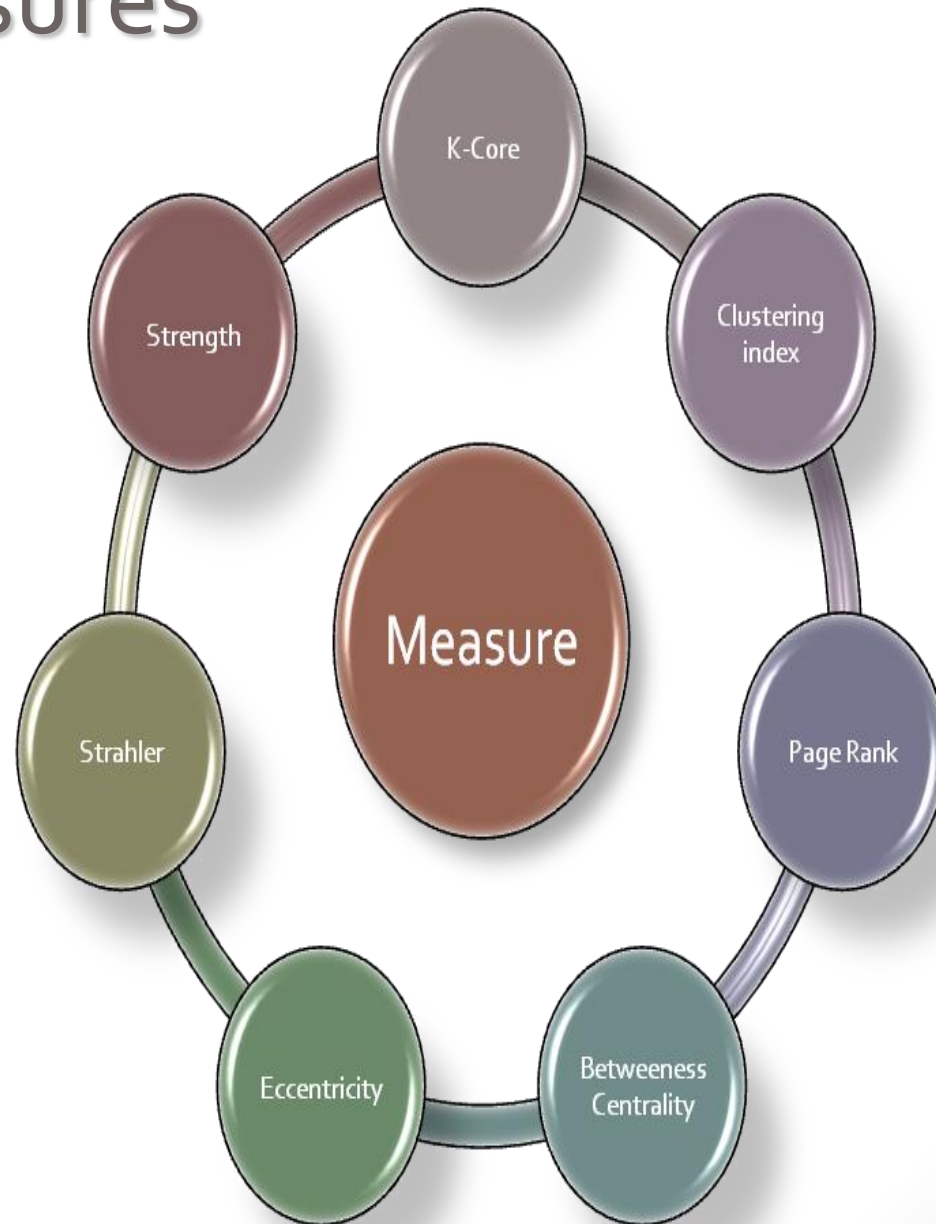 sures
K-Core
Clustering
index
Strength
Measure
Strahler
Page Rank
Betweeness
Centrality
Eccentricity